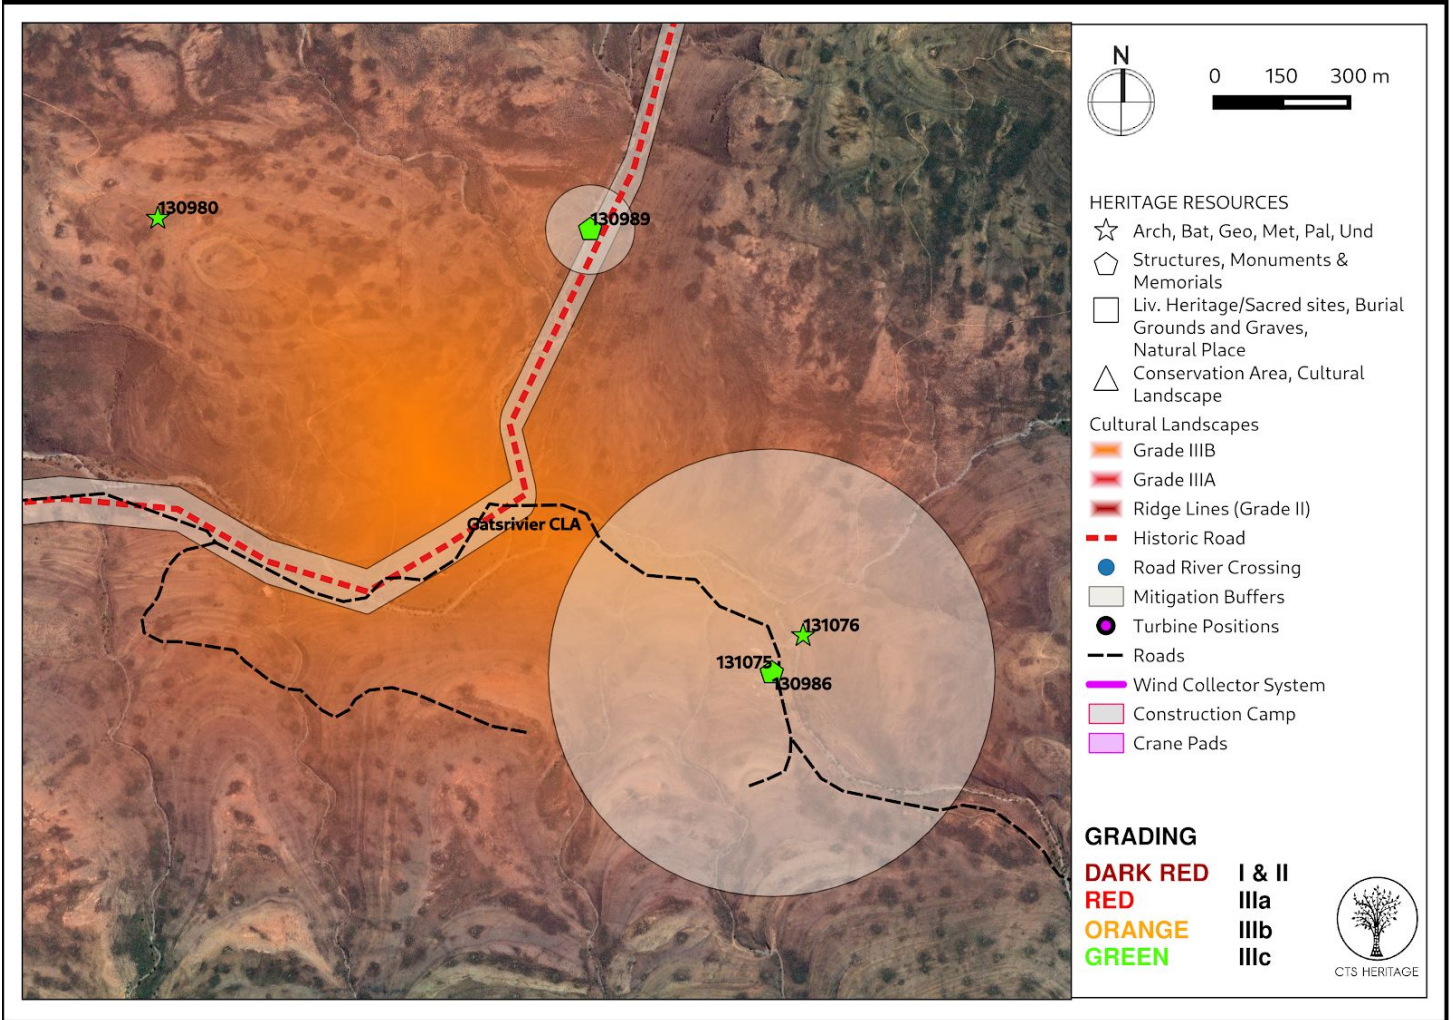 130980
130989
Gatsrivier CLA
131076
131075
130986
N
0 150 300 m
HERITAGE RESOURCES
Arch, Bat, Geo, Met, Pal, Und
Structures, Monuments &
Memorials
Liv. Heritage/Sacred sites, Burial
Grounds and Graves,
Natural Place
Conservation Area, Cultural
Landscape
Cultural Landscapes
Grade IIIB
Grade IIIA
Ridge Lines (Grade II)
Historic Road
Road River Crossing
Mitigation Buffers
Turbine Positions
Roads
Wind Collector System
Construction Camp
Crane Pads
GRADING
DARK RED I & II
RED IIIa
ORANGE IIIb
GREEN IIIc
CTS HERITAGE